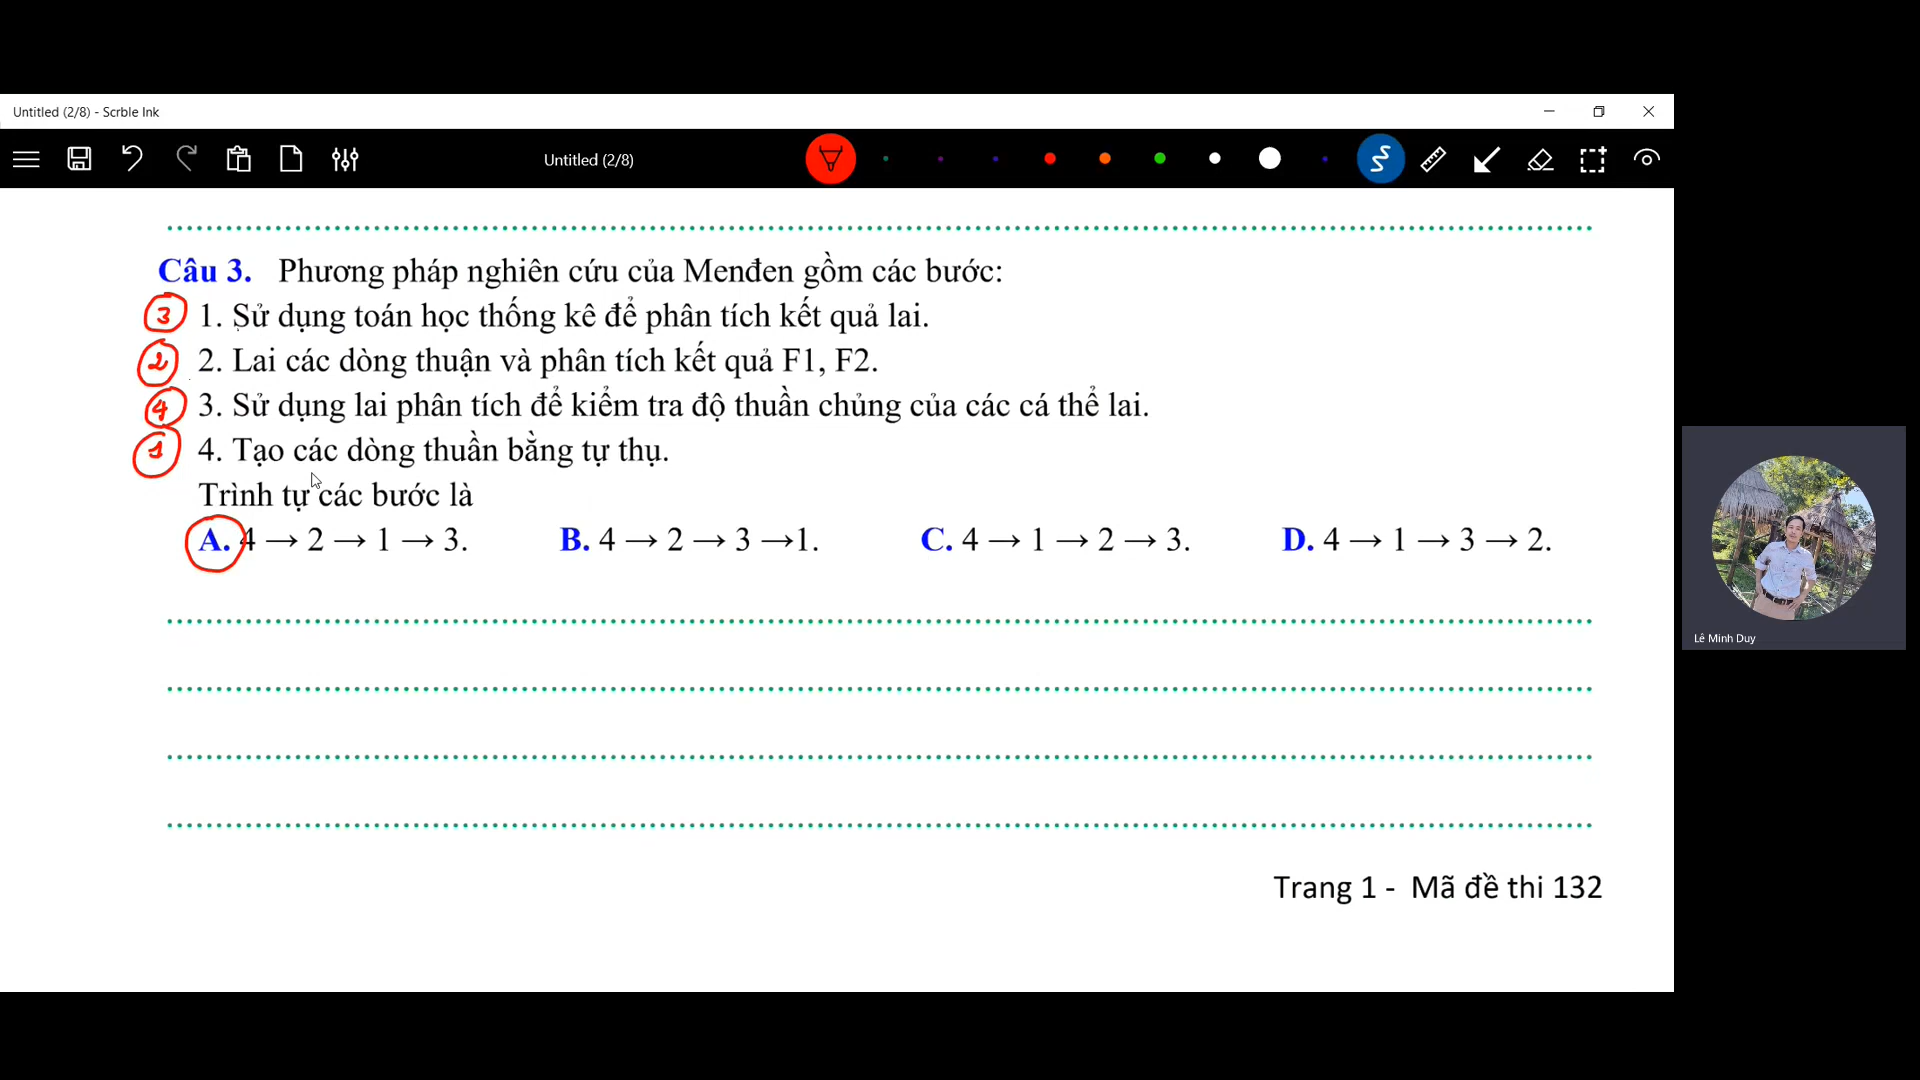 Untitled (2/8) - Scrble Ink
Untitled (2/8)
Câu 3. Phương pháp nghiên cứu của Menđen gồm các bước:
3 1. Sử dụng toán học thống kê để phân tích kết quả lai.
2 2. Lai các dòng thuận và phân tích kết quả F1, F2.
4 3. Sử dụng lai phân tích để kiểm tra độ thuần chủng của các cá thể lai.
1 4. Tạo các dòng thuần bằng tự thụ.
Trình tự các bước là
A. 4 → 2 → 1 → 3. B. 4 → 2 → 3 →1. C. 4 → 1 → 2 → 3. D. 4 → 1 → 3 → 2.
Lê Minh Duy
Trang 1 - Mã đề thi 132